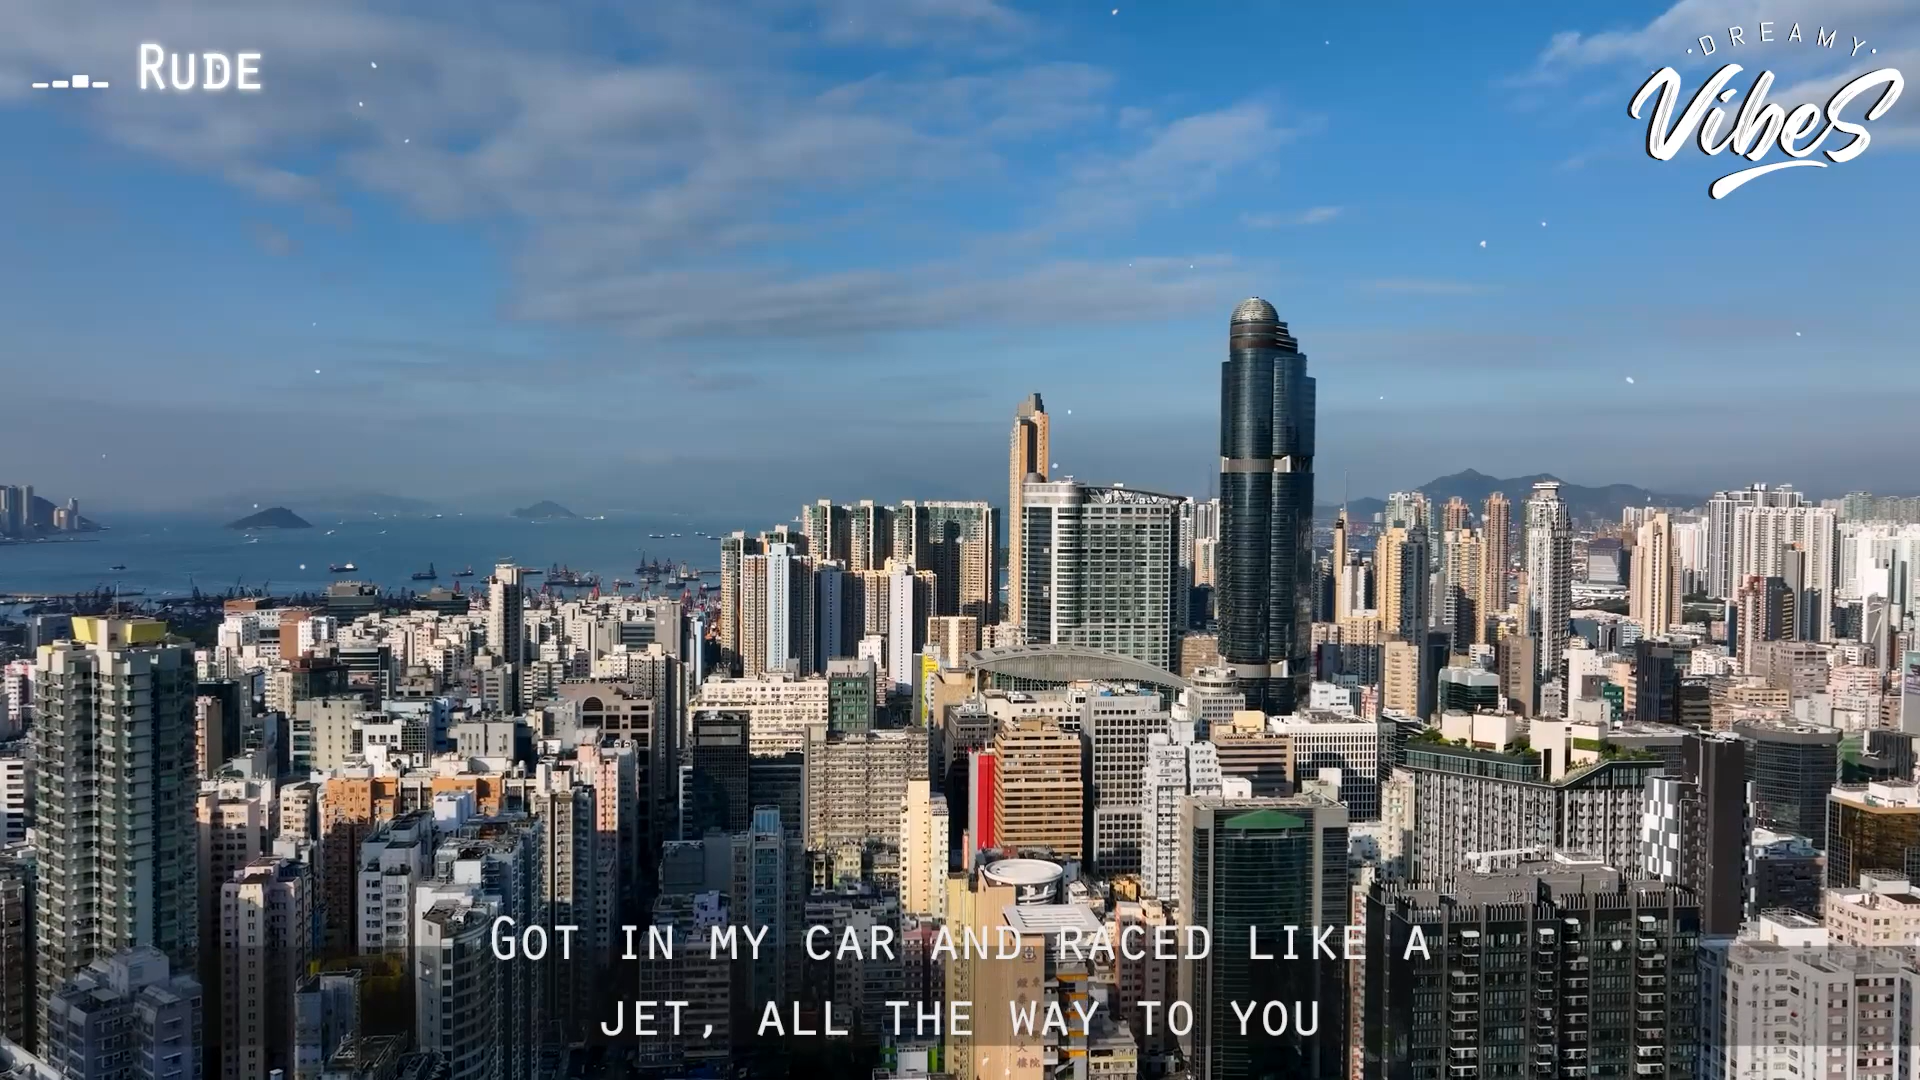 Rude
DREAMY
Vibes
Got in my car and raced like a
jet, all the way to you